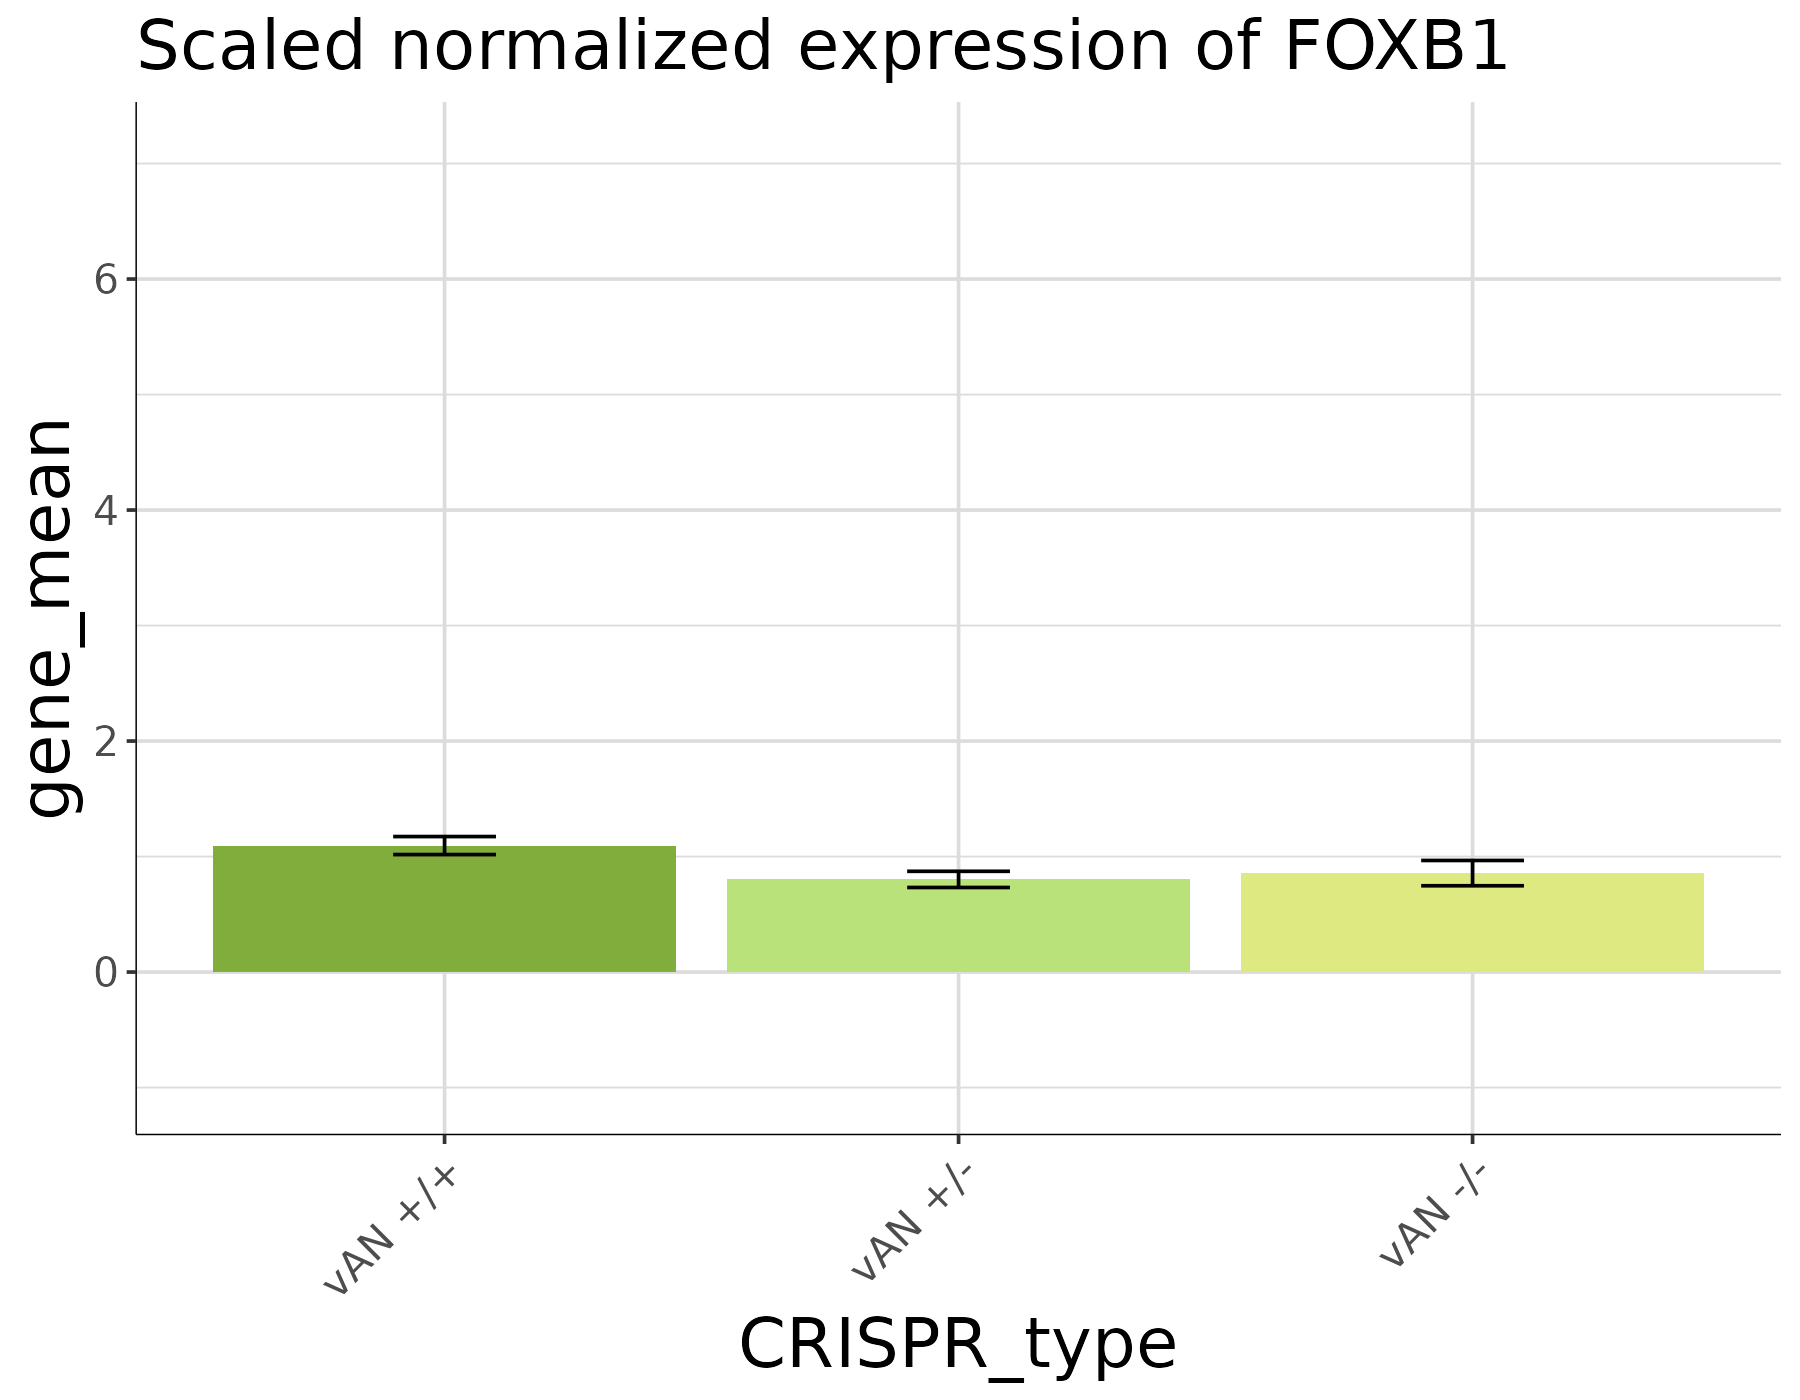 Scaled normalized expression of FOXB1
gene_mean
6
4
2
0
vAN +/+
vAN +/-
vAN -/-
CRISPR_type